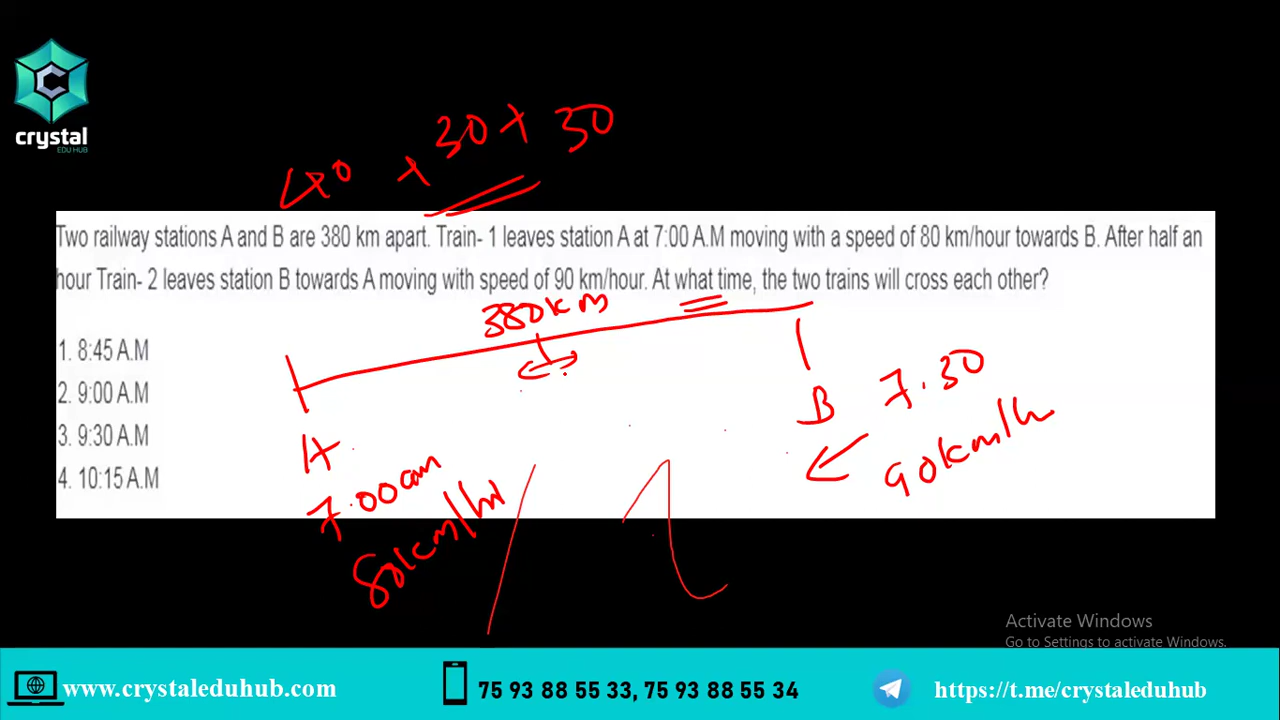 crystal
EDU HUB
40 + 30 + 30
Two railway stations A and B are 380 km apart. Train- 1 leaves station A at 7:00 A.M moving with a speed of 80 km/hour towards B. After half an
hour Train- 2 leaves station B towards A moving with speed of 90 km/hour. At what time, the two trains will cross each other?
380km
1. 8:45 A.M
2. 9:00 A.M
3. 9:30 A.M
4. 10:15 A.M
A
7.00am
80km/hr
B 7.30
90km/h
Activate Windows
Go to Settings to activate Windows.
www.crystaleduhub.com
75 93 88 55 33, 75 93 88 55 34
https://t.me/crystaleduhub